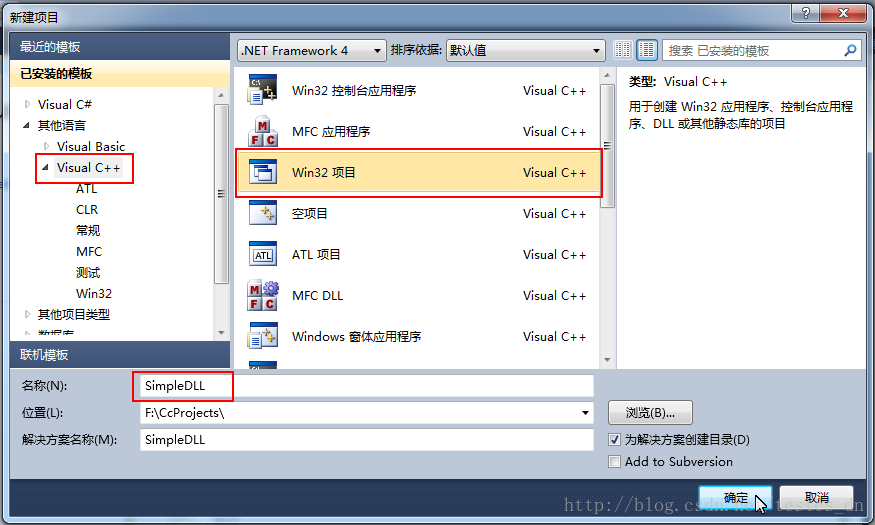 新建项目
最近的模板
已安装的模板
Visual C#
其他语言
Visual Basic
Visual C++
ATL
CLR
常规
MFC
测试
Win32
其他项目类型
数据库
联机模板
.NET Framework 4 排序依据: 默认值
Win32 控制台应用程序 Visual C++
MFC 应用程序 Visual C++
Win32 项目 Visual C++
空项目 Visual C++
ATL 项目 Visual C++
MFC DLL Visual C++
Windows 窗体应用程序 Visual C++
搜索 已安装的模板
类型: Visual C++
用于创建 Win32 应用程序、控制台应用程
序、DLL 或其他静态库的项目
名称(N): SimpleDLL
位置(L): F:\CcProjects\ 浏览(B)...
解决方案名称(M): SimpleDLL
为解决方案创建目录(D)
Add to Subversion
确定 取消
http://blog.csdn.